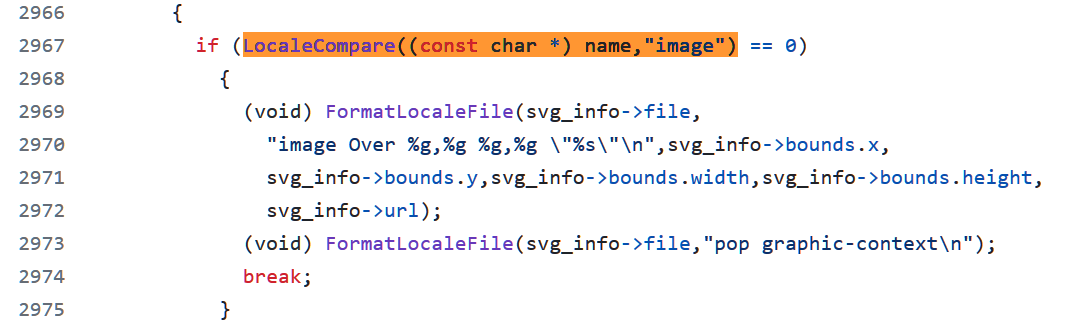 2966 {
2967 if (LocaleCompare((const char *) name,"image") == 0)
2968 {
2969 (void) FormatLocaleFile(svg_info->file,
2970 "image Over %g,%g %g,%g \"%s\"\n",svg_info->bounds.x,
2971 svg_info->bounds.y,svg_info->bounds.width,svg_info->bounds.height,
2972 svg_info->url);
2973 (void) FormatLocaleFile(svg_info->file,"pop graphic-context\n");
2974 break;
2975 }